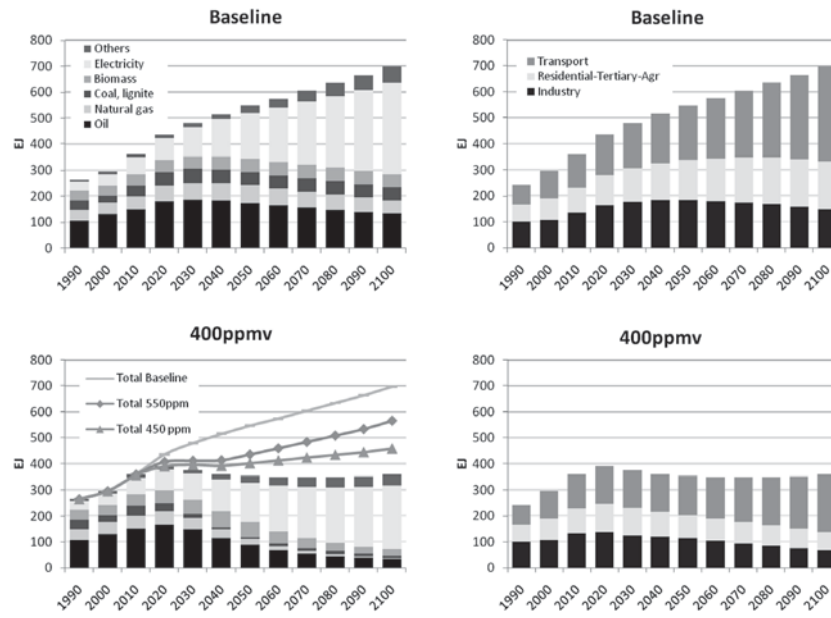 Baseline
800
700
600
500
400
300
200
100
0
EJ
Others
Electricity
Biomass
Coal, lignite
Natural gas
Oil
1990 2000 2010 2020 2030 2040 2050 2060 2070 2080 2090 2100
Baseline
800
700
600
500
400
300
200
100
0
EJ
Transport
Residential-Tertiary-Agr
Industry
1990 2000 2010 2020 2030 2040 2050 2060 2070 2080 2090 2100
400ppmv
800
700
600
500
400
300
200
100
0
EJ
Total Baseline
Total 550ppm
Total 450 ppm
1990 2000 2010 2020 2030 2040 2050 2060 2070 2080 2090 2100
400ppmv
800
700
600
500
400
300
200
100
0
EJ
1990 2000 2010 2020 2030 2040 2050 2060 2070 2080 2090 2100